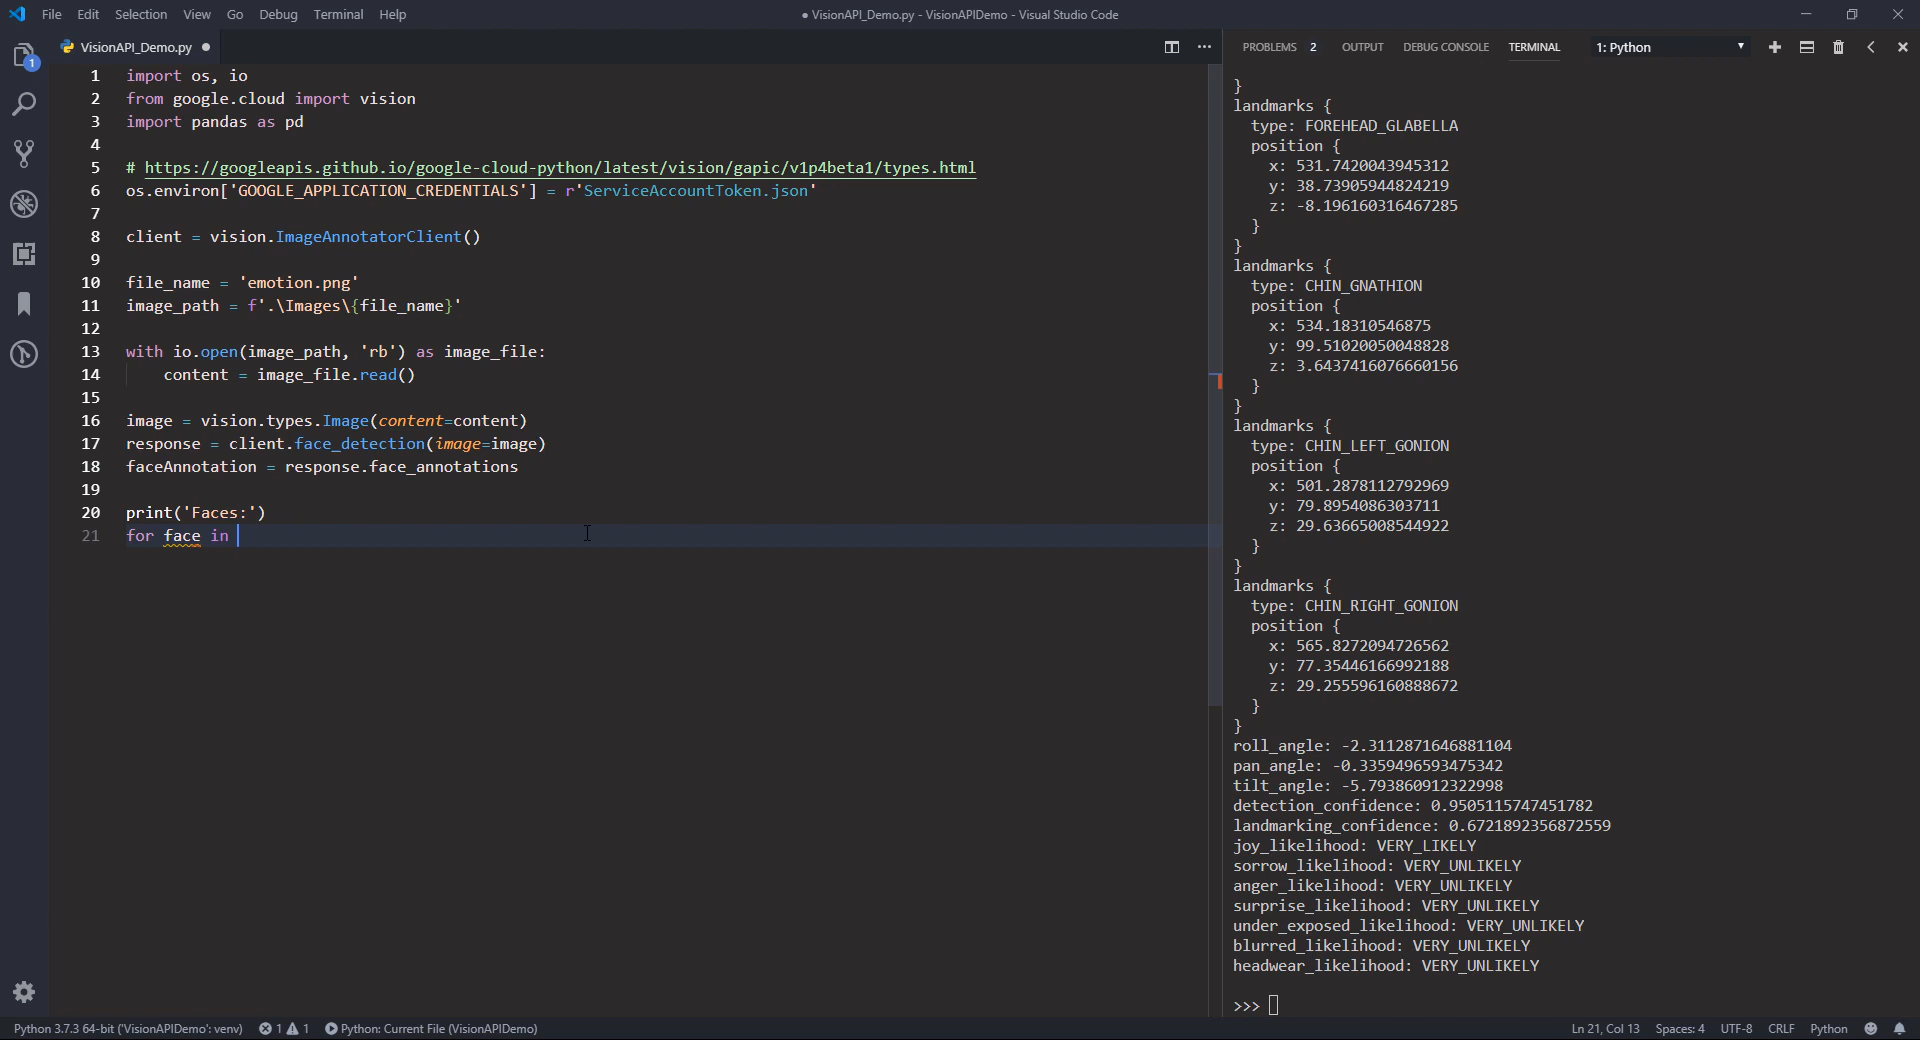 File Edit Selection View Go Debug Terminal Help
● VisionAPI_Demo.py - VisionAPIDemo - Visual Studio Code
VisionAPI_Demo.py ●
1
1 import os, io
2 from google.cloud import vision
3 import pandas as pd
4
5 # https://googleapis.github.io/google-cloud-python/latest/vision/gapic/v1p4beta1/types.html
6 os.environ['GOOGLE_APPLICATION_CREDENTIALS'] = r'ServiceAccountToken.json'
7
8 client = vision.ImageAnnotatorClient()
9
10 file_name = 'emotion.png'
11 image_path = f'.\Images\{file_name}'
12
13 with io.open(image_path, 'rb') as image_file:
14 content = image_file.read()
15
16 image = vision.types.Image(content=content)
17 response = client.face_detection(image=image)
18 faceAnnotation = response.face_annotations
19
20 print('Faces:')
21 for face in
PROBLEMS 2 OUTPUT DEBUG CONSOLE TERMINAL 1: Python
}
landmarks {
type: FOREHEAD_GLABELLA
position {
x: 531.7420043945312
y: 38.73905944824219
z: -8.196160316467285
}
}
landmarks {
type: CHIN_GNATHION
position {
x: 534.18310546875
y: 99.51020050048828
z: 3.6437416076660156
}
}
landmarks {
type: CHIN_LEFT_GONION
position {
x: 501.2878112792969
y: 79.8954086303711
z: 29.63665008544922
}
}
landmarks {
type: CHIN_RIGHT_GONION
position {
x: 565.8272094726562
y: 77.35446166992188
z: 29.255596160888672
}
}
roll_angle: -2.3112871646881104
pan_angle: -0.3359496593475342
tilt_angle: -5.793860912322998
detection_confidence: 0.9505115747451782
landmarking_confidence: 0.6721892356872559
joy_likelihood: VERY_LIKELY
sorrow_likelihood: VERY_UNLIKELY
anger_likelihood: VERY_UNLIKELY
surprise_likelihood: VERY_UNLIKELY
under_exposed_likelihood: VERY_UNLIKELY
blurred_likelihood: VERY_UNLIKELY
headwear_likelihood: VERY_UNLIKELY
>>>
Python 3.7.3 64-bit ('VisionAPIDemo': venv) 1 1 Python: Current File (VisionAPIDemo)
Ln 21, Col 13 Spaces: 4 UTF-8 CRLF Python